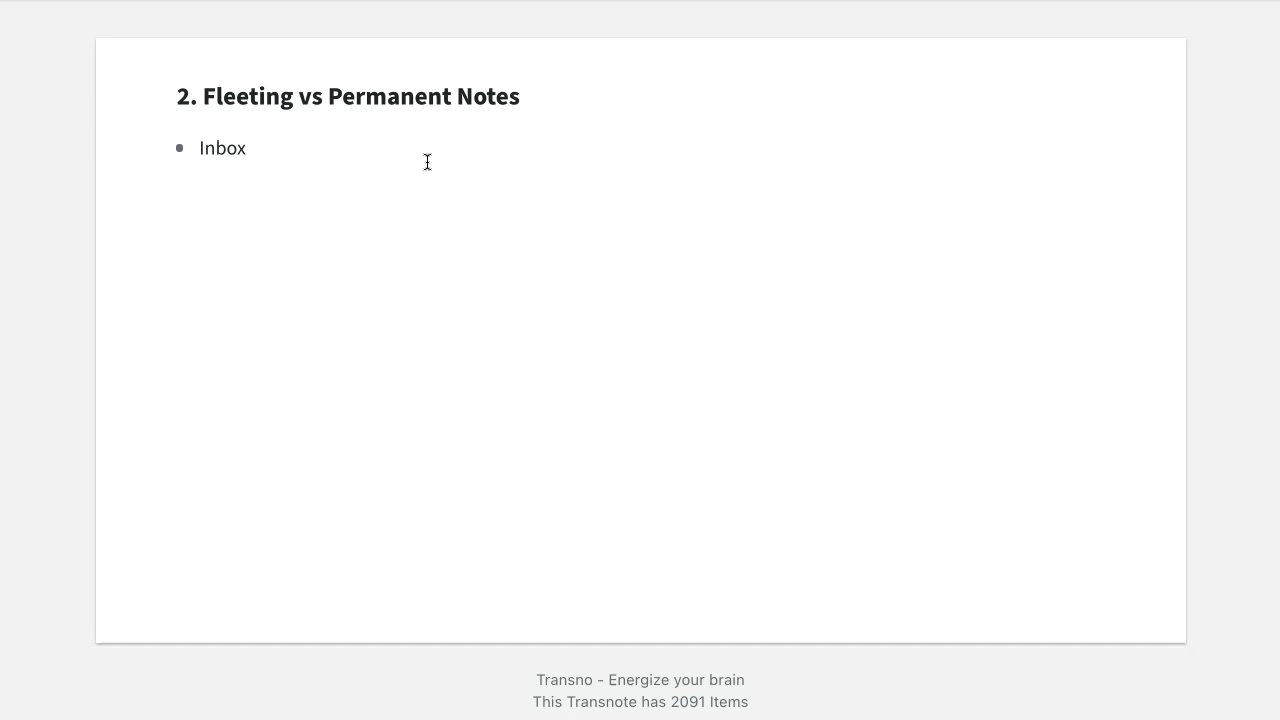 2. Fleeting vs Permanent Notes
Inbox
Transno - Energize your brain
This Transnote has 2091 Items